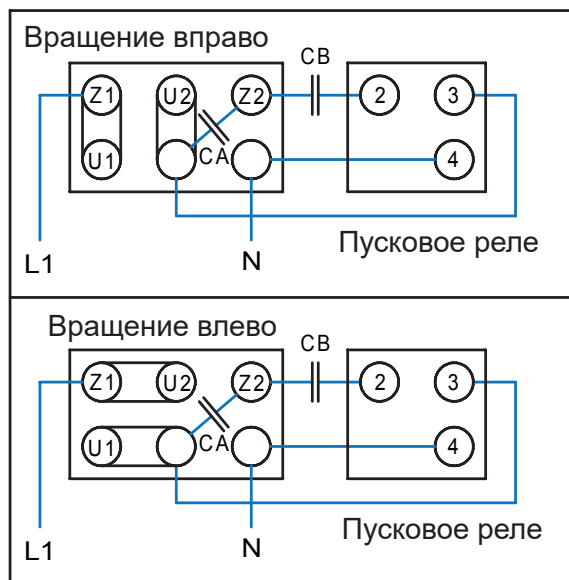 Вращение вправо
CB
Z1 U2 Z2 2 3
U1 CA 4
Пусковое реле
L1 N
Вращение влево
CB
Z1 U2 Z2 2 3
U1 CA 4
Пусковое реле
L1 N